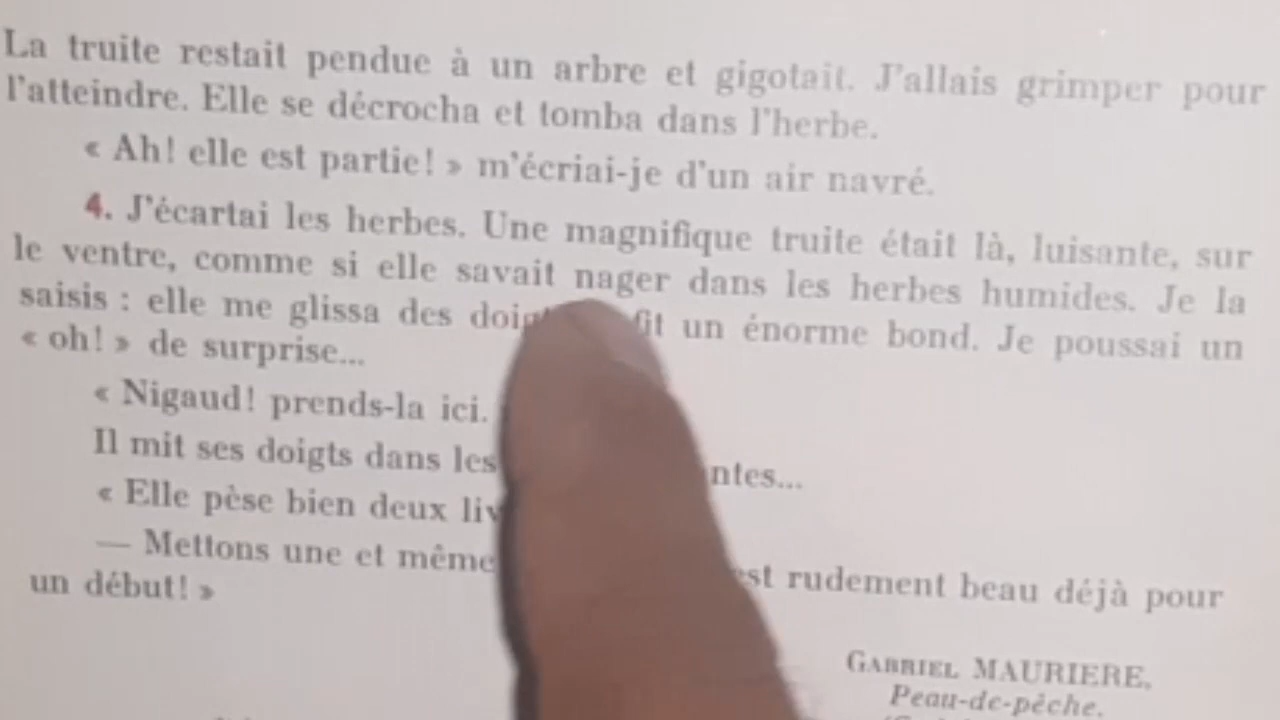 La truite restait pendue à un arbre et gigotait. J'allais grimper pour
l'atteindre. Elle se décrocha et tomba dans l'herbe.
« Ah! elle est partie! » m'écriai-je d'un air navré.
4. J'écartai les herbes. Une magnifique truite était là, luisante, sur
le ventre, comme si elle savait nager dans les herbes humides. Je la
saisis : elle me glissa des fit un énorme bond. Je poussai un
« oh! » de surprise...
« Nigaud! prends-la ici.
Il mit ses doigts dans les
« Elle pèse bien deux
— Mettons une et même rudement beau déjà pour
un début! »
GABRIEL MAURIERE,
Peau-de-pêche.